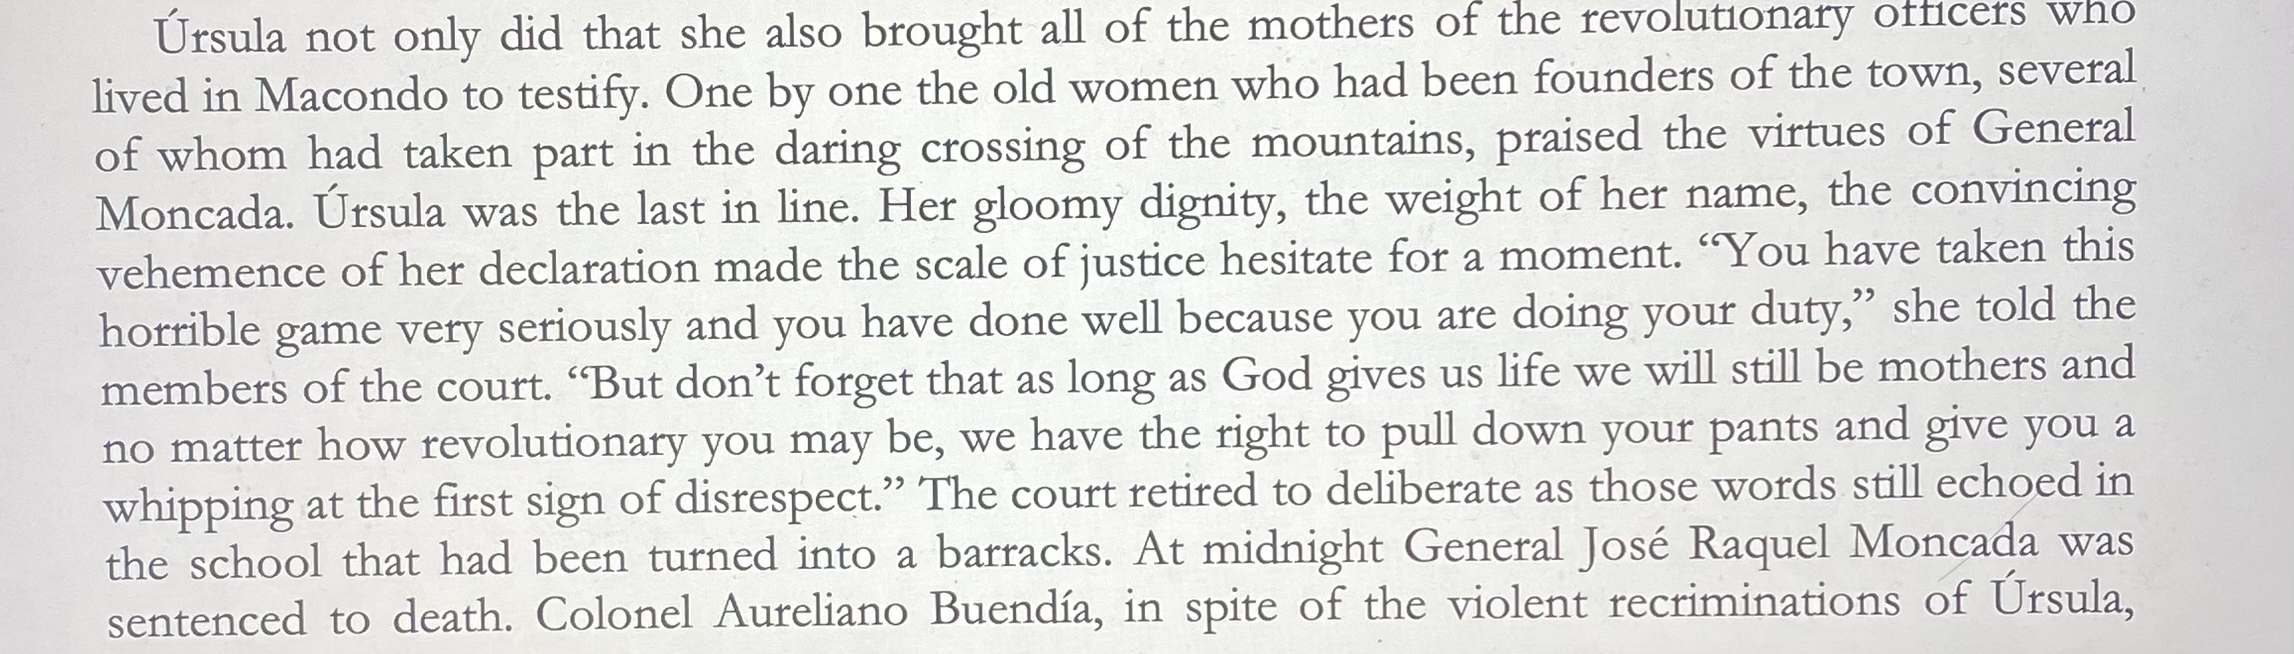 Úrsula not only did that she also brought all of the mothers of the revolutionary officers who
lived in Macondo to testify. One by one the old women who had been founders of the town, several
of whom had taken part in the daring crossing of the mountains, praised the virtues of General
Moncada. Úrsula was the last in line. Her gloomy dignity, the weight of her name, the convincing
vehemence of her declaration made the scale of justice hesitate for a moment. “You have taken this
horrible game very seriously and you have done well because you are doing your duty,” she told the
members of the court. “But don’t forget that as long as God gives us life we will still be mothers and
no matter how revolutionary you may be, we have the right to pull down your pants and give you a
whipping at the first sign of disrespect.” The court retired to deliberate as those words still echoed in
the school that had been turned into a barracks. At midnight General José Raquel Moncada was
sentenced to death. Colonel Aureliano Buendía, in spite of the violent recriminations of Úrsula,